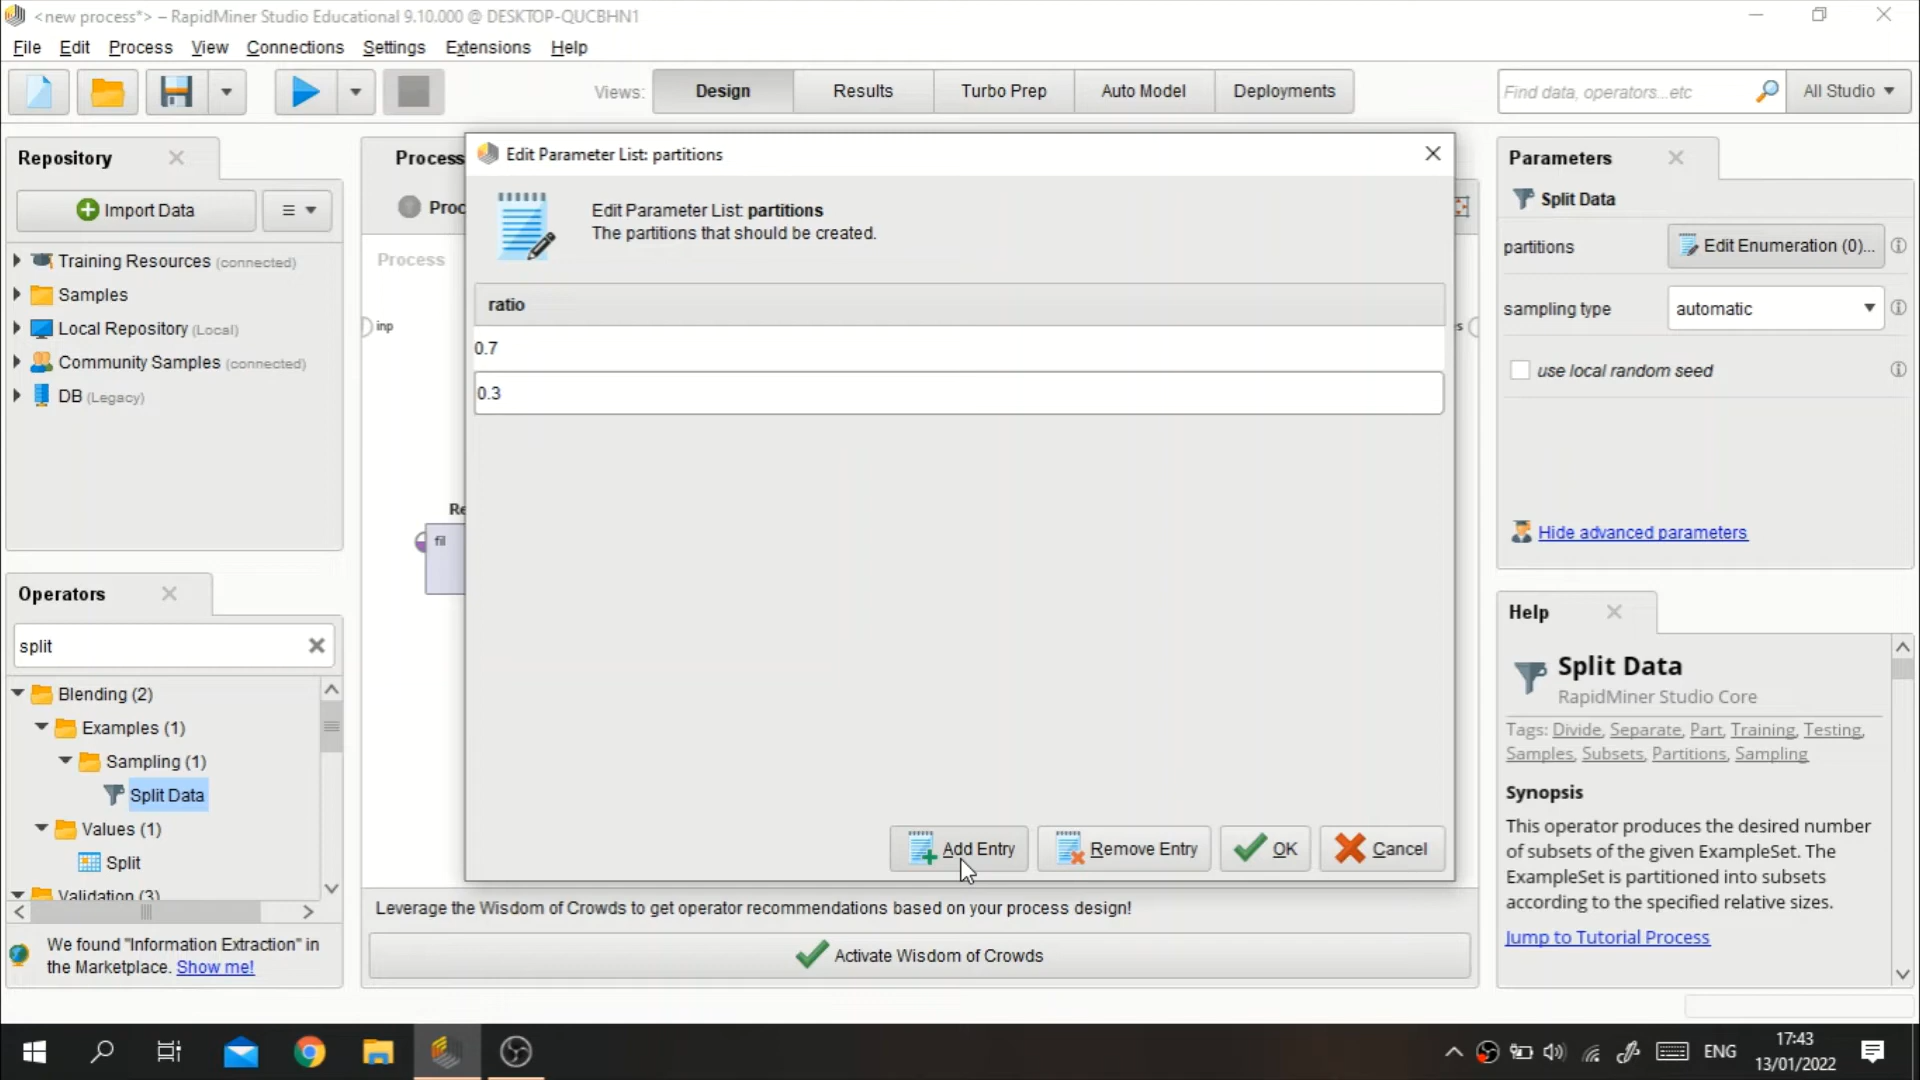 <new process*> – RapidMiner Studio Educational 9.10.000 @ DESKTOP-QUCBHN1
File Edit Process View Connections Settings Extensions Help
Views: Design Results Turbo Prep Auto Model Deployments
Find data, operators...etc
All Studio
Repository
Import Data
Training Resources (connected)
Samples
Local Repository (Local)
Community Samples (connected)
DB (Legacy)
Operators
split
Blending (2)
Examples (1)
Sampling (1)
Split Data
Values (1)
Split
Validation (3)
We found "Information Extraction" in
the Marketplace. Show me!
Process
Proc
Process
inp
Re
fil
s
Edit Parameter List: partitions
Edit Parameter List: partitions
The partitions that should be created.
ratio
0.7
0.3
Add Entry
Remove Entry
OK
Cancel
Leverage the Wisdom of Crowds to get operator recommendations based on your process design!
Activate Wisdom of Crowds
Parameters
Split Data
partitions
Edit Enumeration (0)...
sampling type
automatic
use local random seed
Hide advanced parameters
Help
Split Data
RapidMiner Studio Core
Tags: Divide, Separate, Part, Training, Testing,
Samples, Subsets, Partitions, Sampling
Synopsis
This operator produces the desired number
of subsets of the given ExampleSet. The
ExampleSet is partitioned into subsets
according to the specified relative sizes.
Jump to Tutorial Process
ENG
17:43
13/01/2022